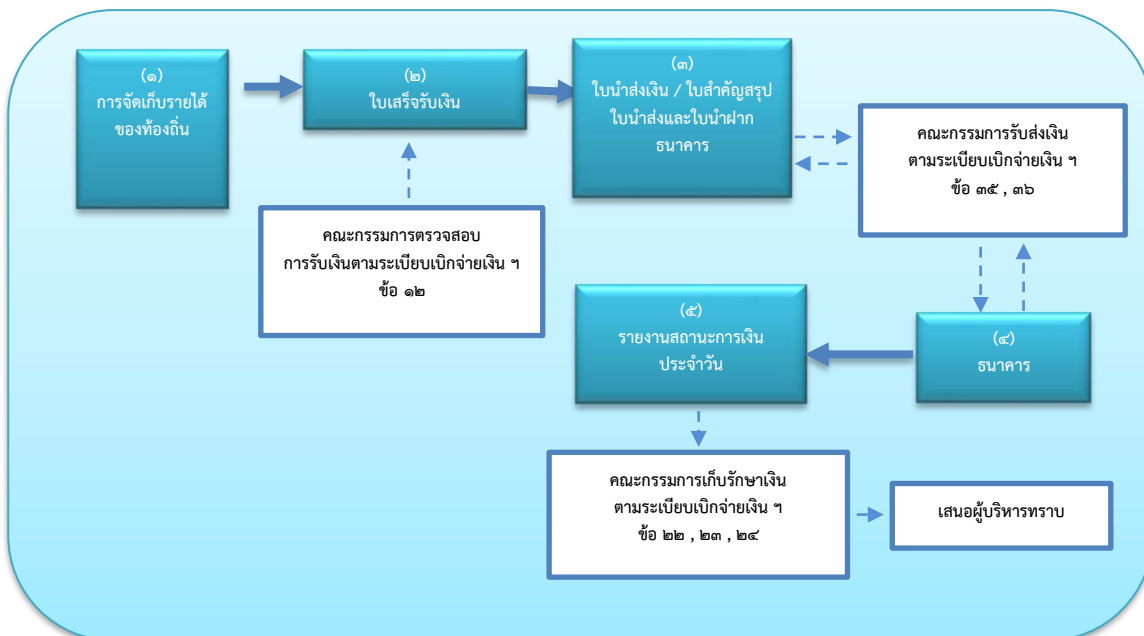 (๑)
การจัดเก็บรายได้
ของท้องถิ่น
(๒)
ใบเสร็จรับเงิน
(๓)
ใบนำส่งเงิน / ใบสำคัญสรุป
ใบนำส่งและใบนำฝาก
ธนาคาร
คณะกรรมการรับส่งเงิน
ตามระเบียบเบิกจ่ายเงิน ฯ
ข้อ ๓๕ , ๓๖
คณะกรรมการตรวจสอบ
การรับเงินตามระเบียบเบิกจ่ายเงิน ฯ
ข้อ ๑๒
(๔)
ธนาคาร
(๕)
รายงานสถานะการเงิน
ประจำวัน
คณะกรรมการเก็บรักษาเงิน
ตามระเบียบเบิกจ่ายเงิน ฯ
ข้อ ๒๒ , ๒๓ , ๒๔
เสนอผู้บริหารทราบ